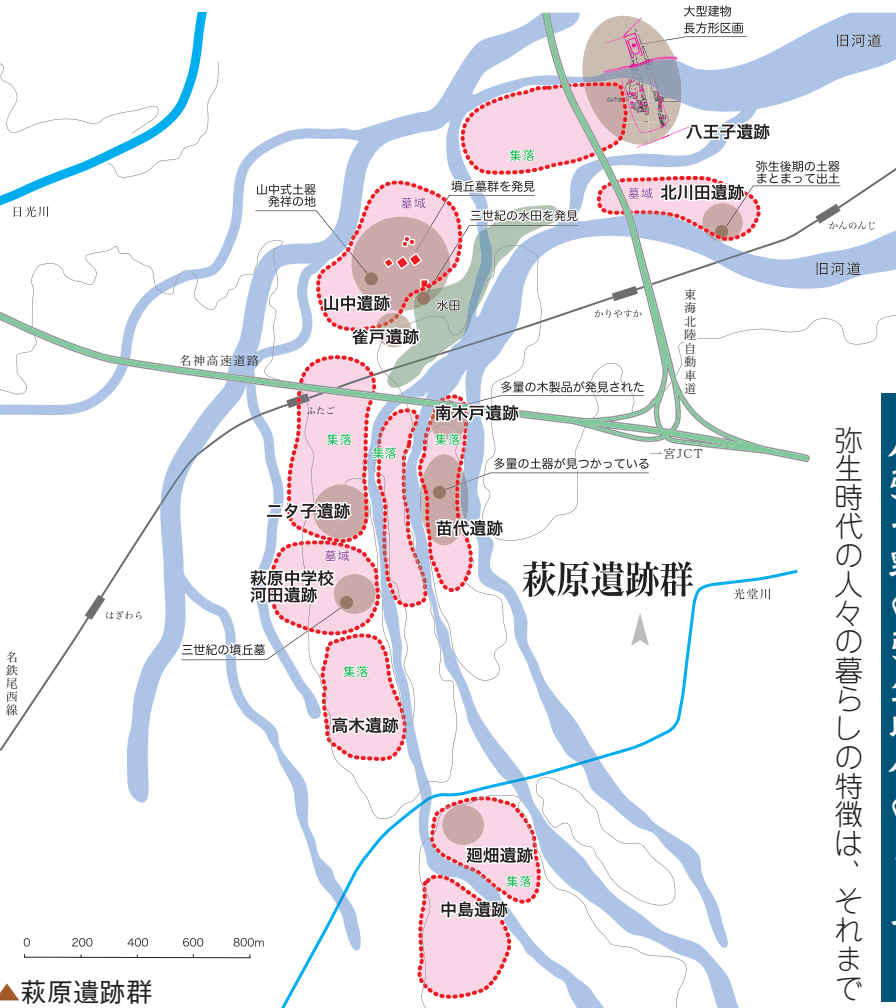 大型建物
長方形区画
旧河道
八王子遺跡
集落
弥生後期の土器
まとまって出土
墓域
北川田遺跡
かんのんじ
旧河道
日光川
山中式土器
発祥の地
墓域
墳丘墓群を発見
三世紀の水田を発見
山中遺跡
水田
雀戸遺跡
かりやすか
東海北陸自動車道
名神高速道路
ふたご
多量の木製品が発見された
南木戸遺跡
集落
集落
集落
一宮JCT
多量の土器が見つかっている
二タ子遺跡
苗代遺跡
墓域
萩原中学校
河田遺跡
萩原遺跡群
光堂川
はぎわら
三世紀の墳丘墓
名鉄尾西線
集落
高木遺跡
廻畑遺跡
集落
中島遺跡
0 200 400 600 800m
▲萩原遺跡群
弥生時代の人々の暮らしの特徴は、それまで